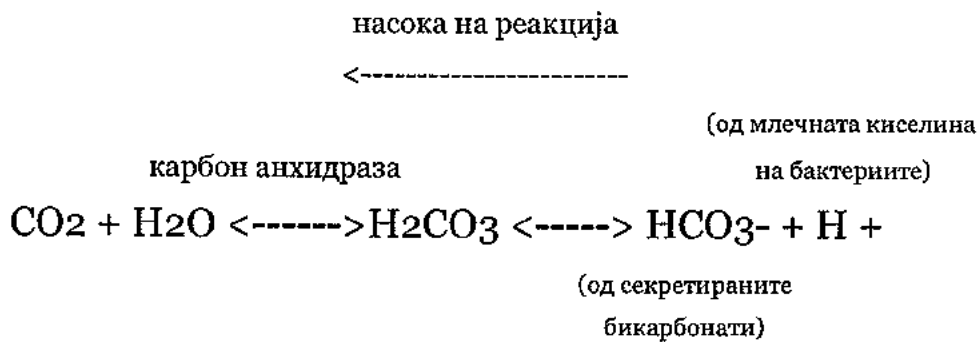 насока на реакција
<-------------------------
(од млечната киселина
карбон анхидраза на бактериите)
CO2 + H2O <------>H2CO3 <-----> HCO3- + H +
(од секретираните
бикарбонати)